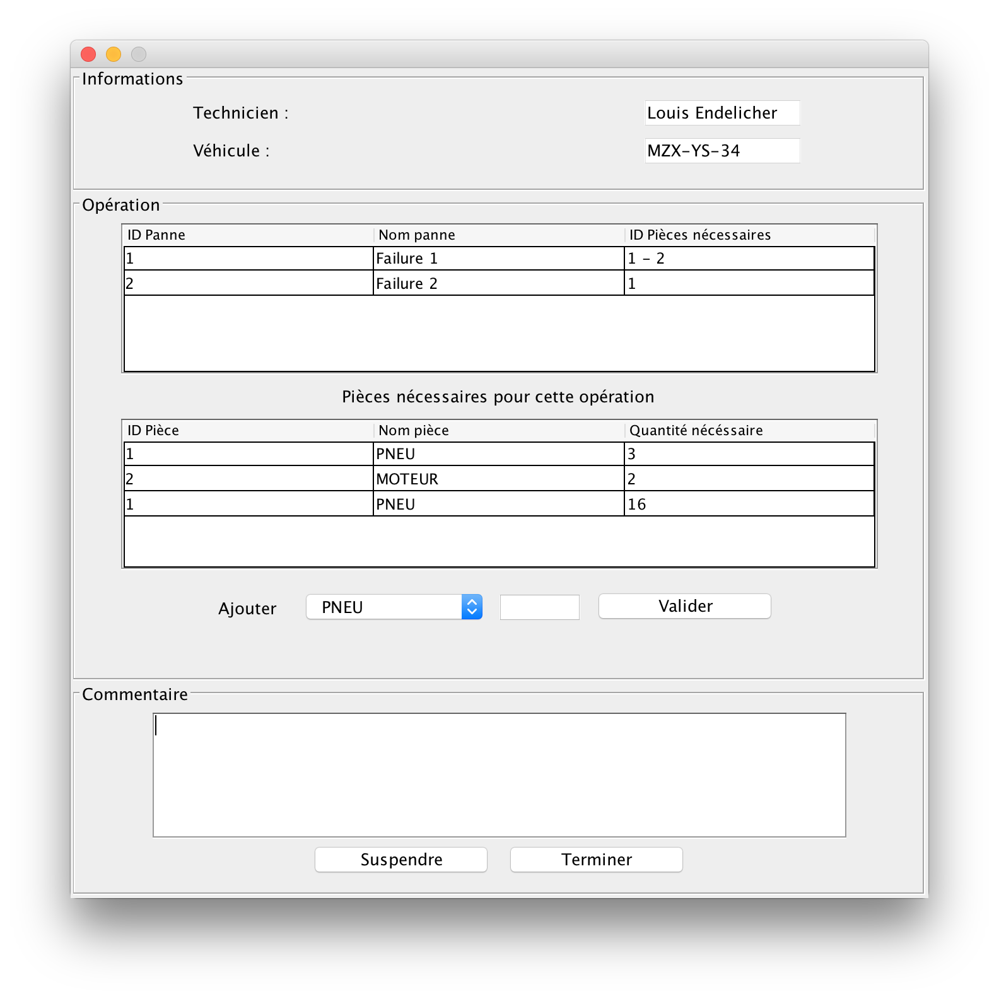 Informations
Technicien : Louis Endelicher
Véhicule : MZX-YS-34
Opération
ID Panne Nom panne ID Pièces nécessaires
1 Failure 1 1 - 2
2 Failure 2 1
Pièces nécessaires pour cette opération
ID Pièce Nom pièce Quantité nécéssaire
1 PNEU 3
2 MOTEUR 2
1 PNEU 16
Ajouter PNEU Valider
Commentaire
Suspendre Terminer